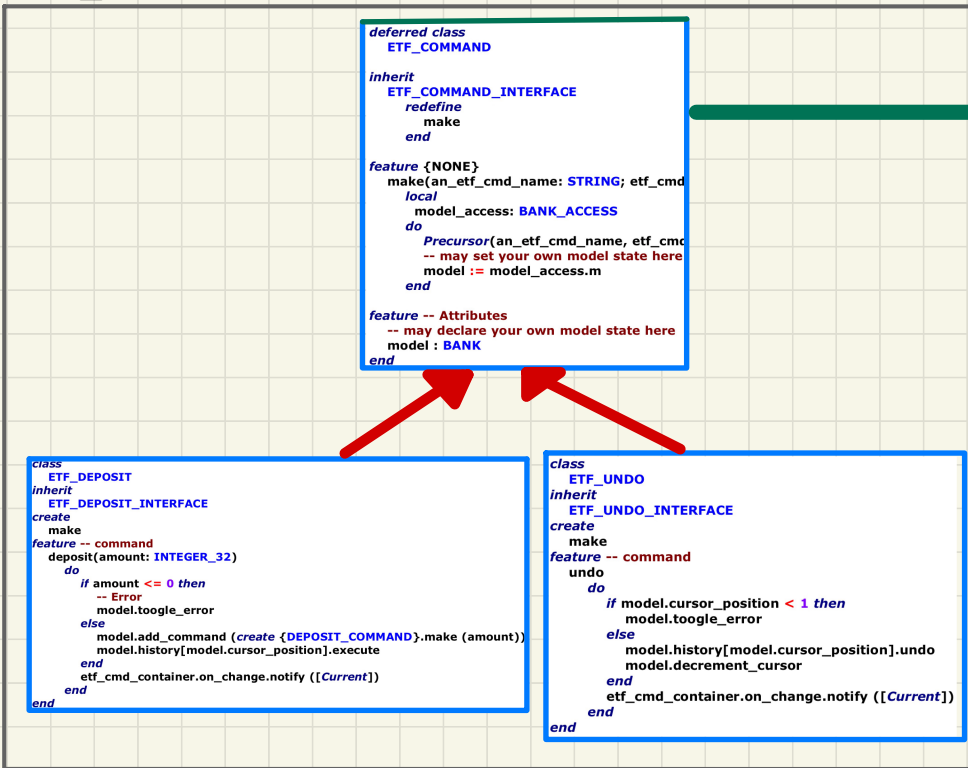 deferred class
ETF_COMMAND
inherit
ETF_COMMAND_INTERFACE
redefine
make
end
feature {NONE}
make(an_etf_cmd_name: STRING; etf_cmd
local
model_access: BANK_ACCESS
do
Precursor(an_etf_cmd_name, etf_cmd
-- may set your own model state here
model := model_access.m
end
feature -- Attributes
-- may declare your own model state here
model : BANK
end
class
ETF_DEPOSIT
inherit
ETF_DEPOSIT_INTERFACE
create
make
feature -- command
deposit(amount: INTEGER_32)
do
if amount <= 0 then
-- Error
model.toogle_error
else
model.add_command (create {DEPOSIT_COMMAND}.make (amount))
model.history[model.cursor_position].execute
end
etf_cmd_container.on_change.notify ([Current])
end
end
class
ETF_UNDO
inherit
ETF_UNDO_INTERFACE
create
make
feature -- command
undo
do
if model.cursor_position < 1 then
model.toogle_error
else
model.history[model.cursor_position].undo
model.decrement_cursor
end
etf_cmd_container.on_change.notify ([Current])
end
end